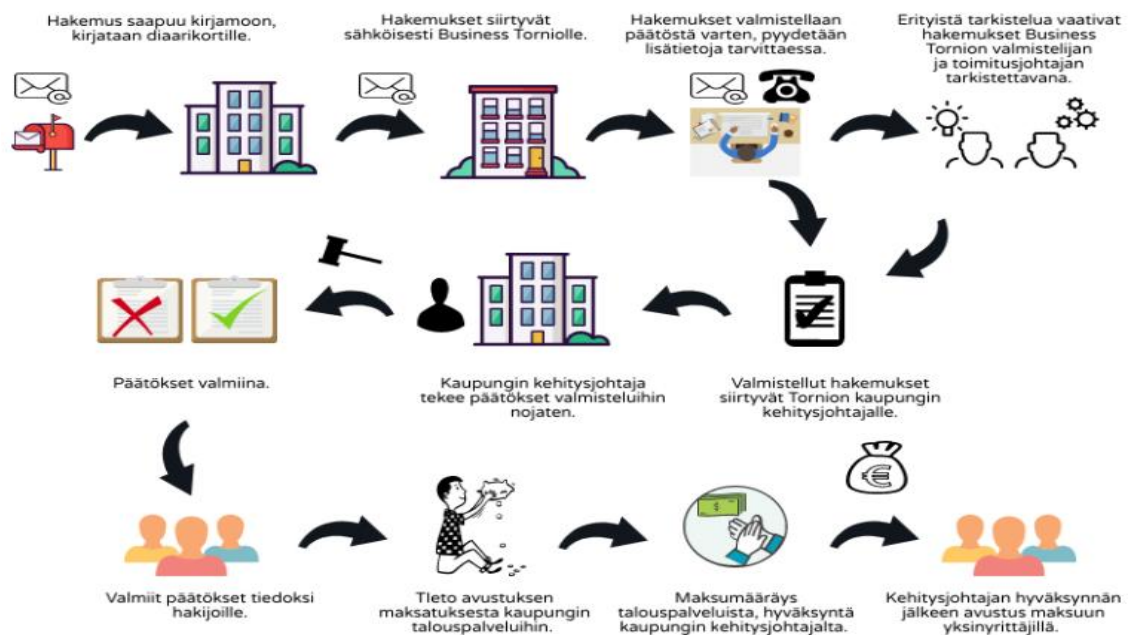 Hakemus saapuu kirjamoon,
kirjataan diaarikortille.
Hakemukset siirtyvät
sähköisesti Business Torniolle.
Hakemukset valmistellaan
päätöstä varten, pyydetään
lisätietoja tarvittaessa.
Erityistä tarkistelua vaativat
hakemukset Business
Tornion valmistelijan
ja toimitusjohtajan
tarkistettavana.
Päätökset valmiina.
Kaupungin kehitysjohtaja
tekee päätökset valmisteluihin
nojaten.
Valmistellut hakemukset
siirtyvät Tornion kaupungin
kehitysjohtajalle.
Valmiit päätökset tiedoksi
hakijoille.
TIeto avustuksen
maksatuksesta kaupungin
talouspalveluihin.
Maksumääräys
talouspalveluista, hyväksyntä
kaupungin kehitysjohtajalta.
Kehitysjohtajan hyväksynnän
jälkeen avustus maksuun
yksinyrittäjillä.